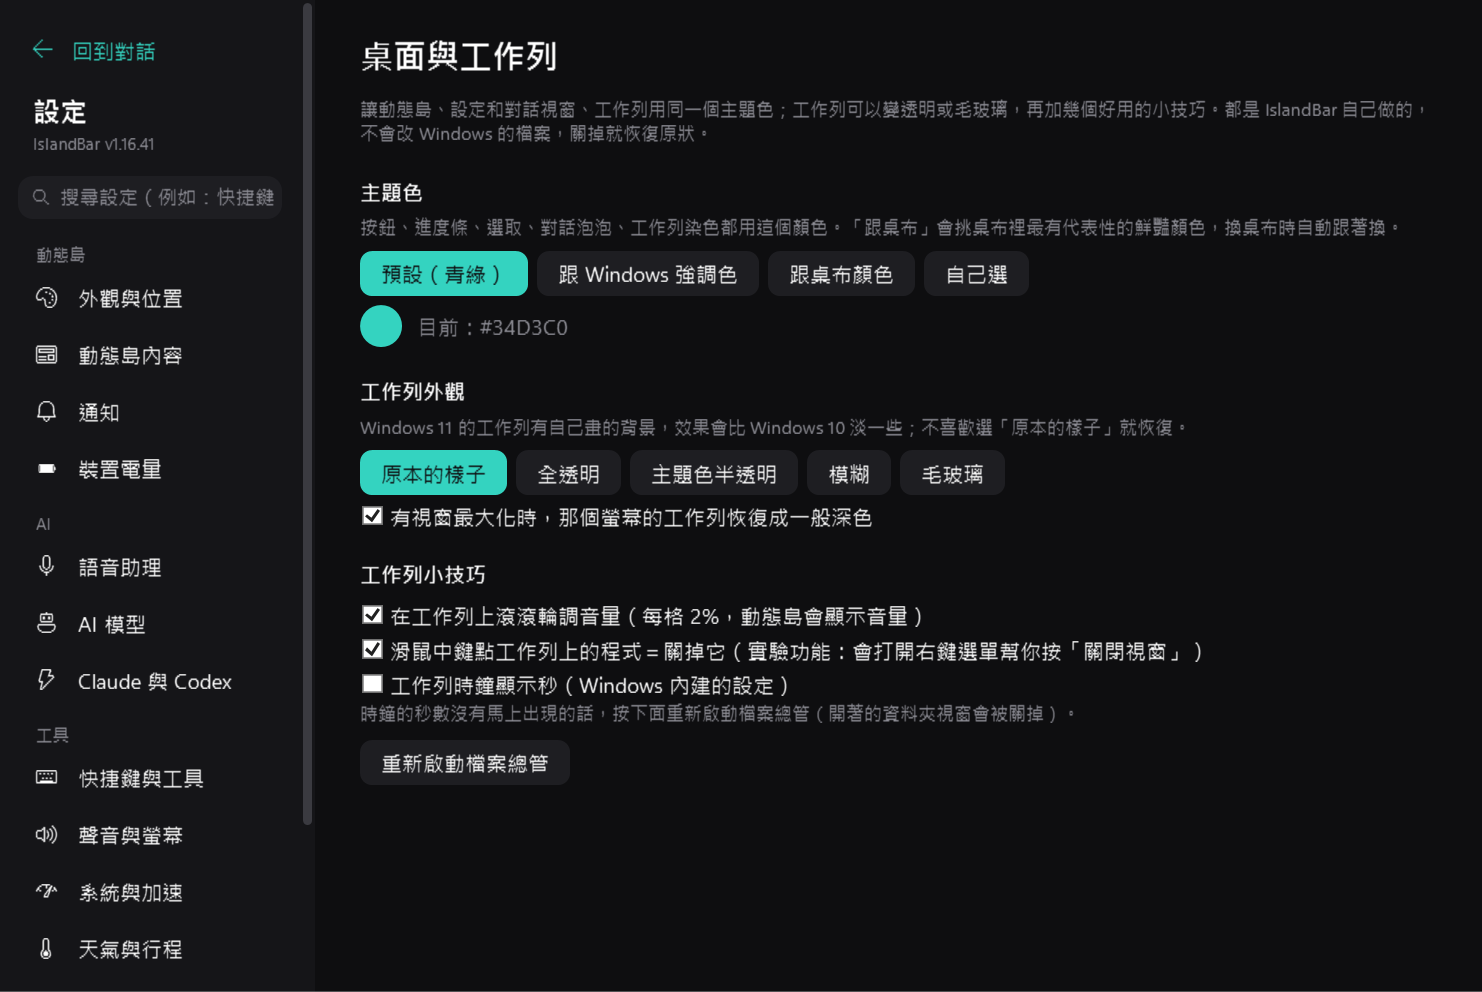 回到對話
設定
IslandBar v1.16.41
搜尋設定（例如：快捷鍵
動態島
外觀與位置
動態島內容
通知
裝置電量
AI
語音助理
AI 模型
Claude 與 Codex
工具
快捷鍵與工具
聲音與螢幕
系統與加速
天氣與行程
桌面與工作列
讓動態島、設定和對話視窗、工作列用同一個主題色；工作列可以變透明或毛玻璃，再加幾個好用的小技巧。都是 IslandBar 自己做的，
不會改 Windows 的檔案，關掉就恢復原狀。
主題色
按鈕、進度條、選取、對話泡泡、工作列染色都用這個顏色。「跟桌布」會挑桌布裡最有代表性的鮮豔顏色，換桌布時自動跟著換。
預設（青綠） 跟 Windows 強調色 跟桌布顏色 自己選
目前：#34D3C0
工作列外觀
Windows 11 的工作列有自己畫的背景，效果會比 Windows 10 淡一些；不喜歡選「原本的樣子」就恢復。
原本的樣子 全透明 主題色半透明 模糊 毛玻璃
有視窗最大化時，那個螢幕的工作列恢復成一般深色
工作列小技巧
在工作列上滾滾輪調音量（每格 2%，動態島會顯示音量）
滑鼠中鍵點工作列上的程式 = 關掉它（實驗功能：會打開右鍵選單幫你按「關閉視窗」）
工作列時鐘顯示秒（Windows 內建的設定）
時鐘的秒數沒有馬上出現的話，按下面重新啟動檔案總管（開著的資料夾視窗會被關掉）。
重新啟動檔案總管